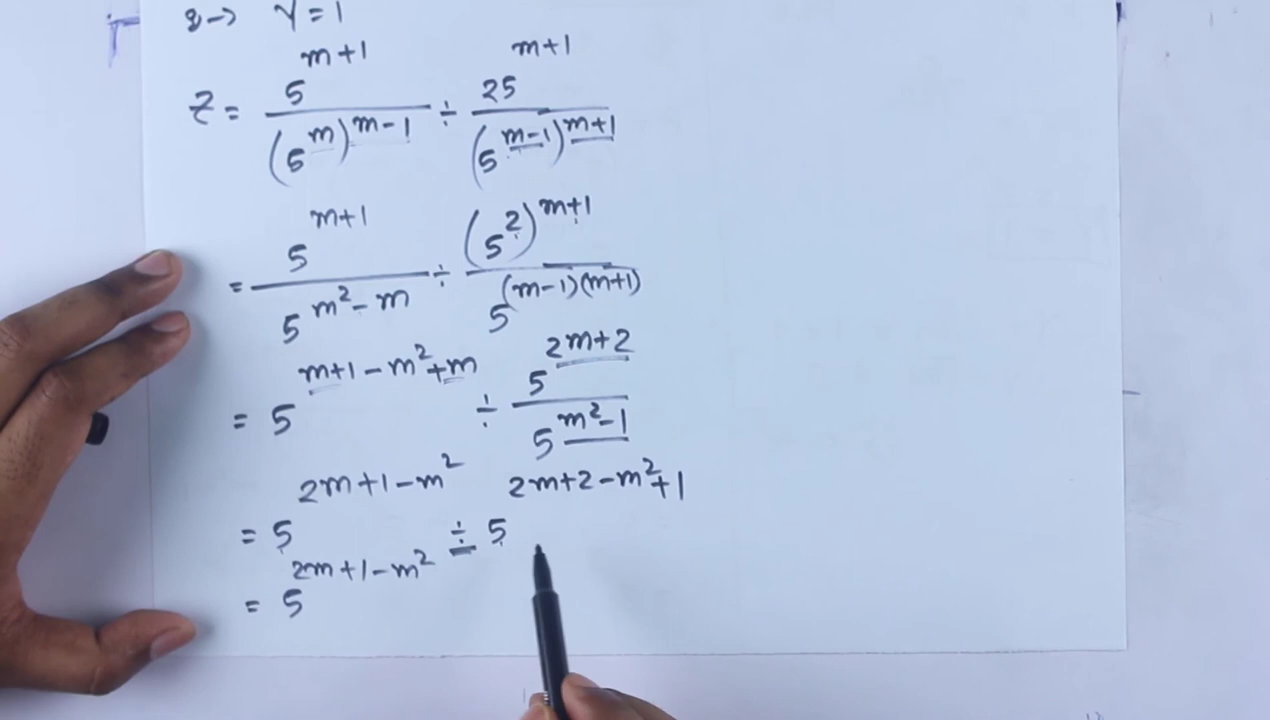 ২→ Y = 1
Z = 5^(m+1) / (5^m)^(m-1) ÷ 25^(m+1) / (5^(m-1))^(m+1)
= 5^(m+1) / 5^(m²-m) ÷ (5²)^(m+1) / 5^((m-1)(m+1))
= 5^(m+1-m²+m) ÷ 5^(2m+2) / 5^(m²-1)
= 5^(2m+1-m²) ÷ 5^(2m+2-m²+1)
= 5^(2m+1-m²)